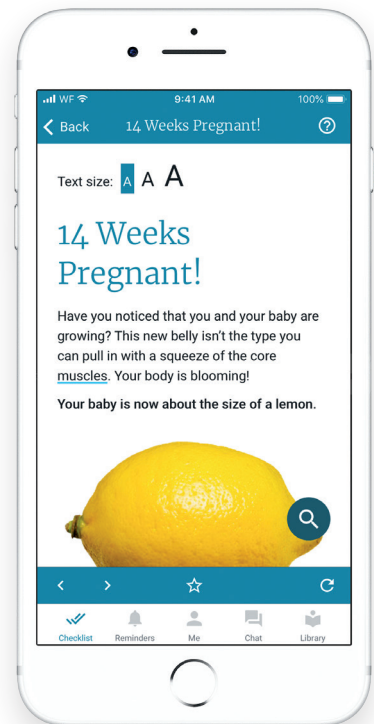 WF 9:41 AM 100%
Back 14 Weeks Pregnant!
Text size: A A A
14 Weeks
Pregnant!
Have you noticed that you and your baby are
growing? This new belly isn't the type you
can pull in with a squeeze of the core
muscles. Your body is blooming!
Your baby is now about the size of a lemon.
Checklist Reminders Me Chat Library